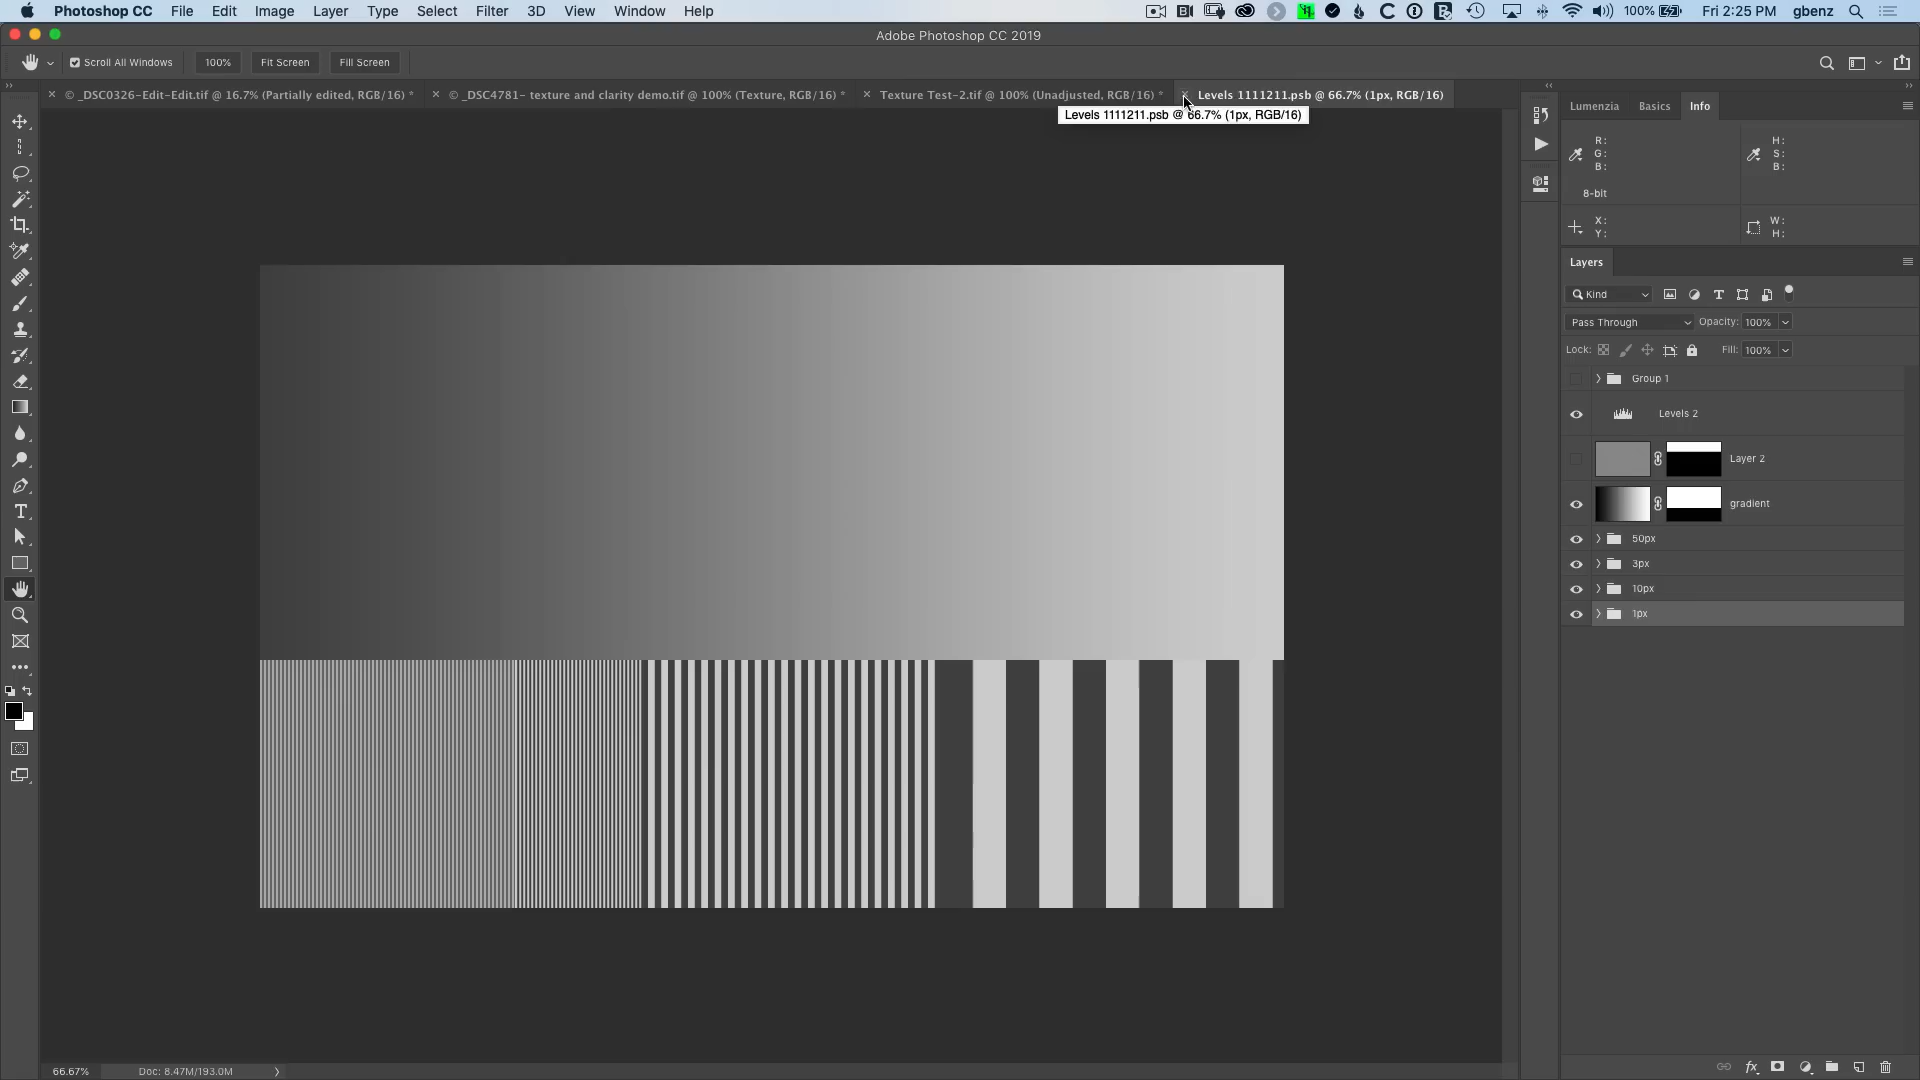 Photoshop CC File Edit Image Layer Type Select Filter 3D View Window Help 100% Fri 2:25 PM gbenz
Adobe Photoshop CC 2019
Scroll All Windows 100% Fit Screen Fill Screen
© _DSC0326-Edit-Edit.tif @ 16.7% (Partially edited, RGB/16) * © _DSC4781- texture and clarity demo.tif @ 100% (Texture, RGB/16) * Texture Test-2.tif @ 100% (Unadjusted, RGB/16) * Levels 1111211.psb @ 66.7% (1px, RGB/16)
Levels 1111211.psb @ 66.7% (1px, RGB/16)
Lumenzia Basics Info
R: H:
G: S:
B: B:
8-bit
X: W:
Y: H:
Layers
Kind
Pass Through Opacity: 100%
Lock: Fill: 100%
Group 1
Levels 2
Layer 2
gradient
50px
3px
10px
1px
66.67% Doc: 8.47M/193.0M
fx